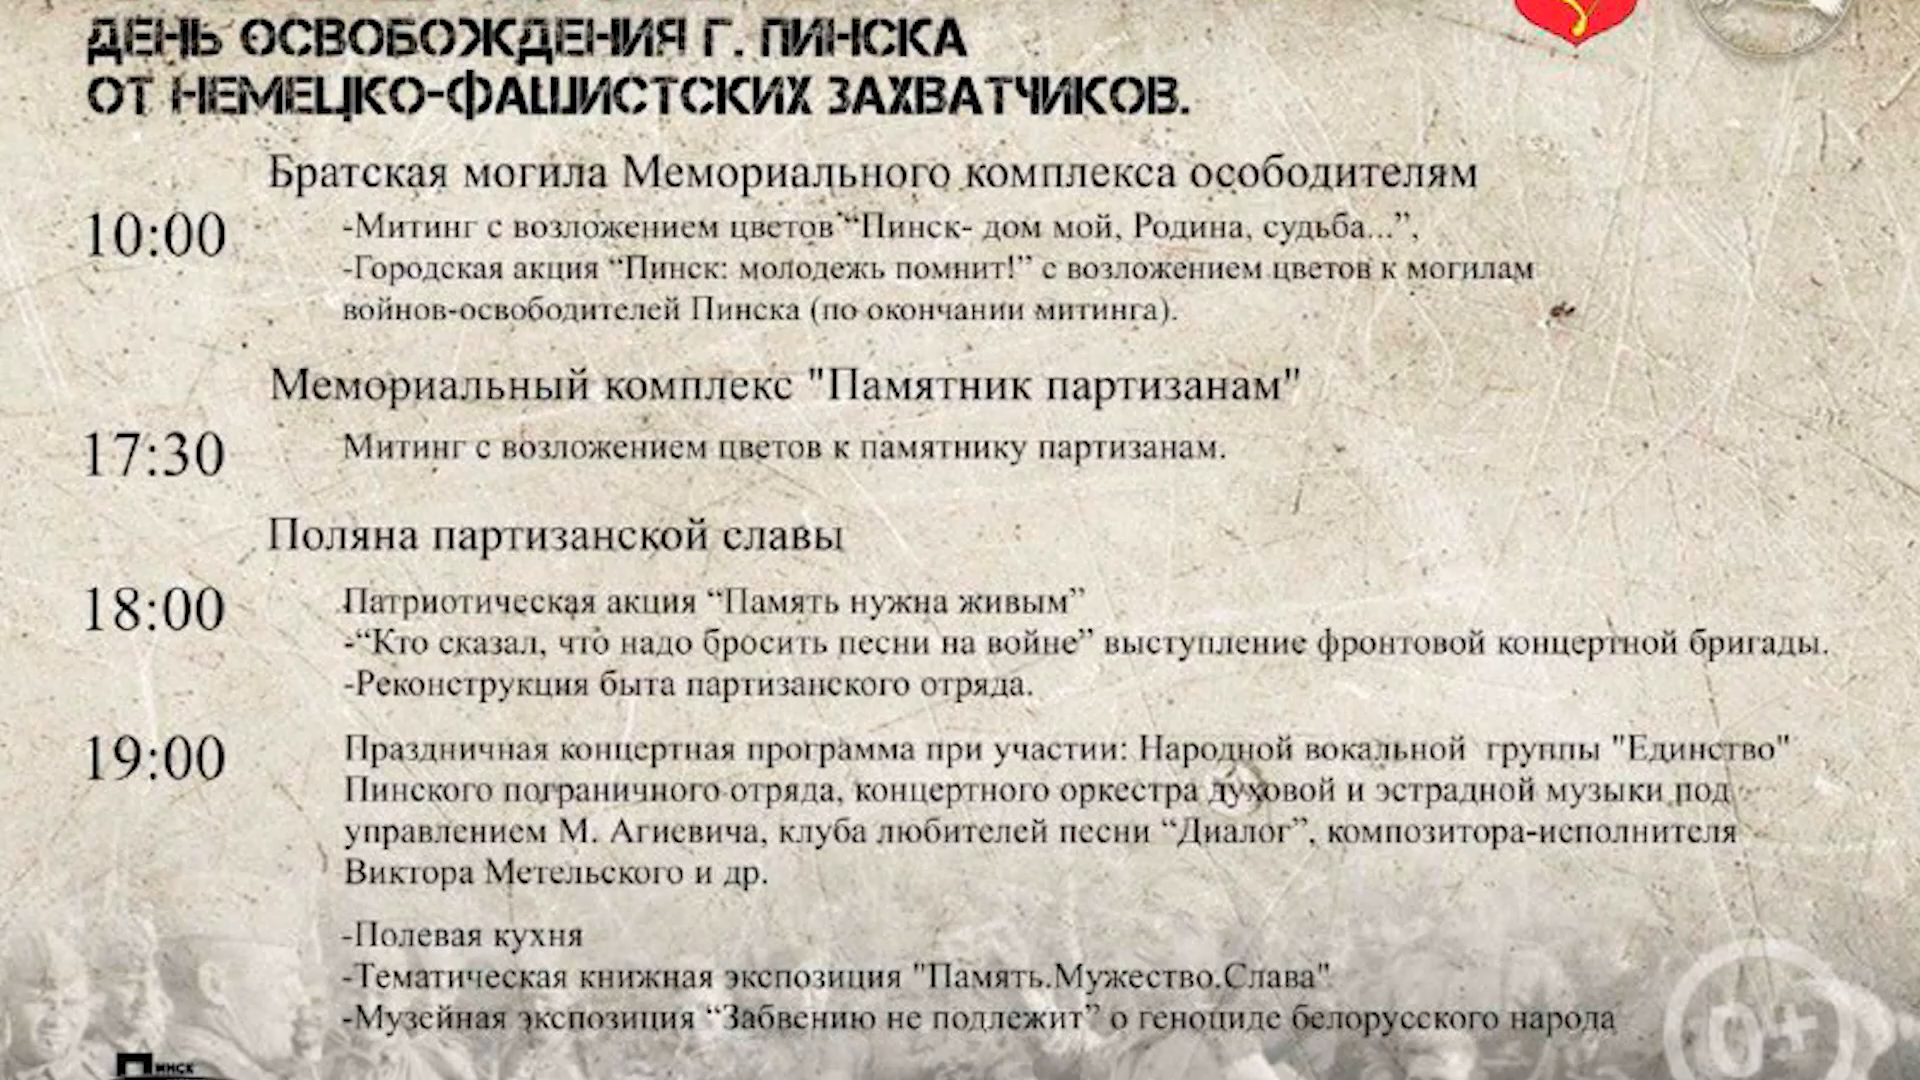 ДЕНЬ ОСВОБОЖДЕНИЯ Г. ПИНСКА
ОТ НЕМЕЦКО-ФАШИСТСКИХ ЗАХВАТЧИКОВ.
Братская могила Мемориального комплекса осободителям
10:00
-Митинг с возложением цветов “Пинск- дом мой, Родина, судьба...”,
-Городская акция “Пинск: молодежь помнит!” с возложением цветов к могилам
войнов-освободителей Пинска (по окончании митинга).
Мемориальный комплекс "Памятник партизанам"
17:30
Митинг с возложением цветов к памятнику партизанам.
Поляна партизанской славы
18:00
Патриотическая акция “Память нужна живым”
-“Кто сказал, что надо бросить песни на войне” выступление фронтовой концертной бригады.
-Реконструкция быта партизанского отряда.
19:00
Праздничная концертная программа при участии: Народной вокальной группы "Единство"
Пинского пограничного отряда, концертного оркестра духовой и эстрадной музыки под
управлением М. Агиевича, клуба любителей песни “Диалог”, композитора-исполнителя
Виктора Метельского и др.
-Полевая кухня
-Тематическая книжная экспозиция "Память.Мужество.Слава"
-Музейная экспозиция “Забвению не подлежит” о геноциде белорусского народа
0+
Пинск